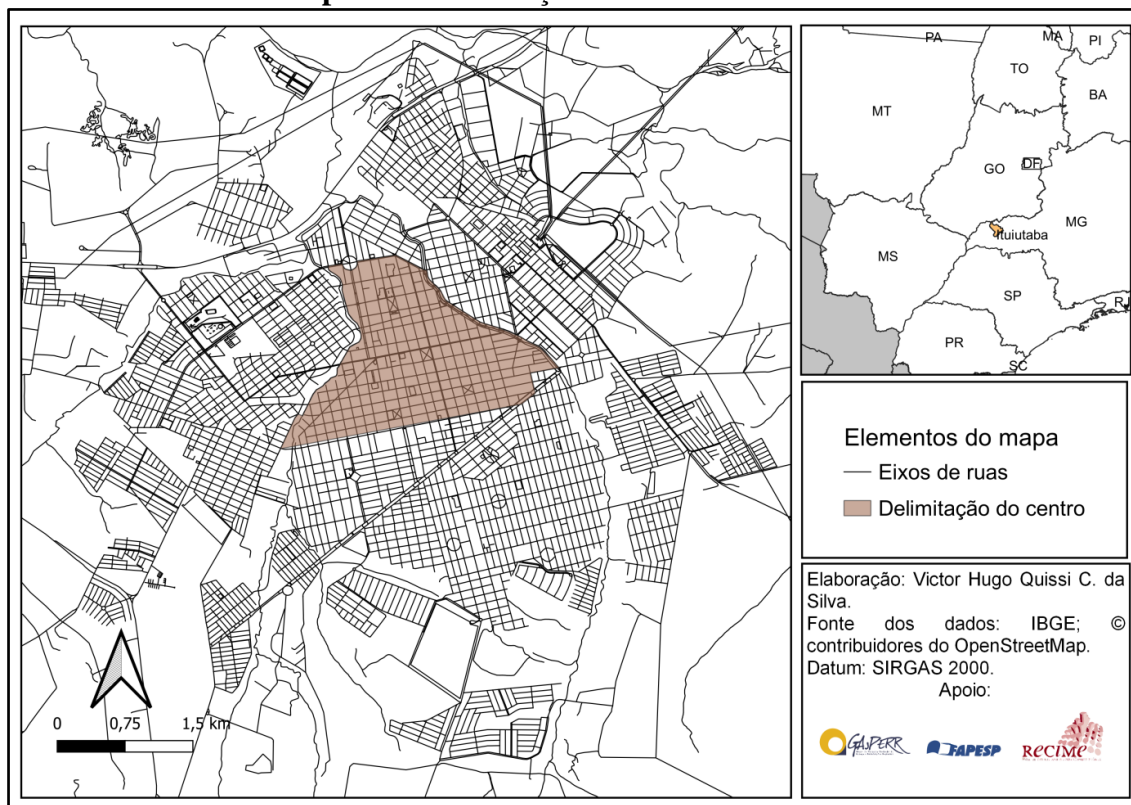 PA
MA
PI
TO
BA
MT
GO
DF
MG
Ituiutaba
MS
SP
RJ
PR
SC
Elementos do mapa
Eixos de ruas
Delimitação do centro
0 0,75 1,5 km
Elaboração: Victor Hugo Quissi C. da
Silva.
Fonte dos dados: IBGE; ©
contribuidores do OpenStreetMap.
Datum: SIRGAS 2000.
Apoio:
GAsPERR
FAPESP
ReCiMe